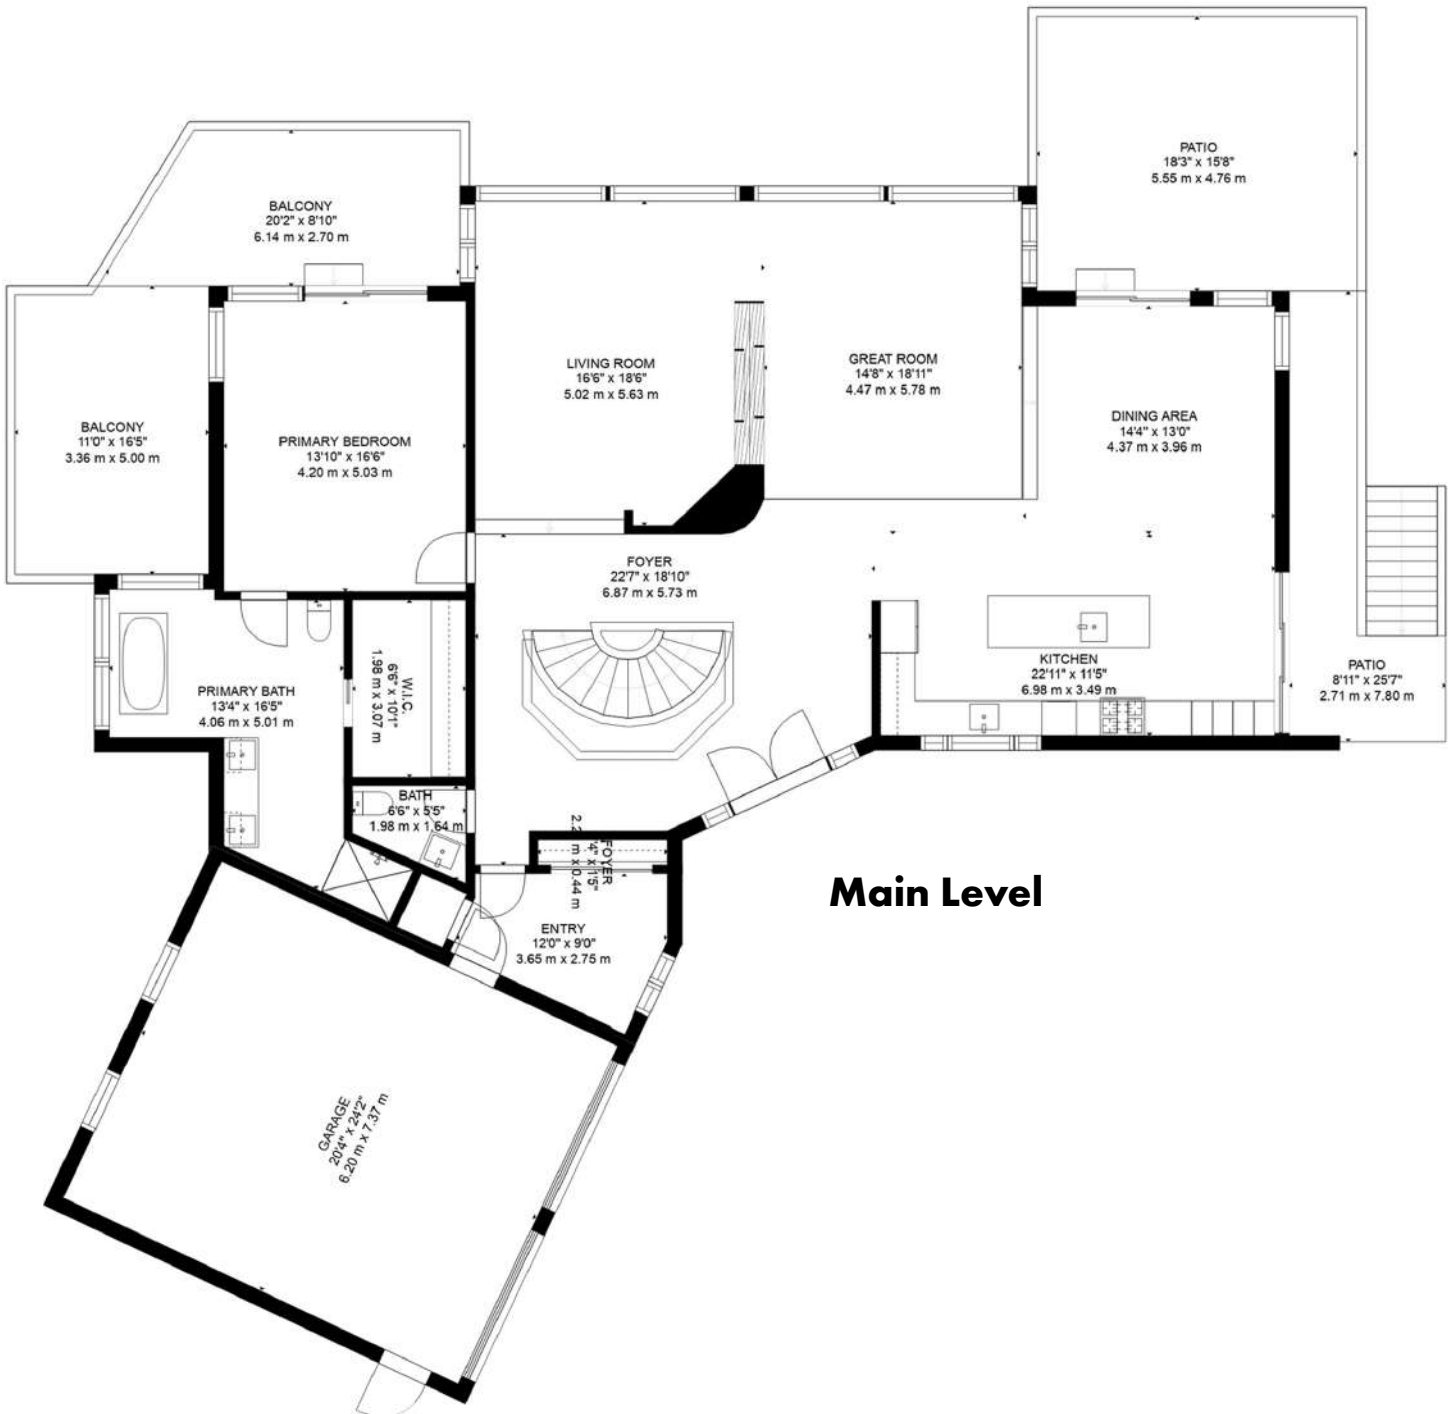 PATIO
18'3" x 15'8"
5.55 m x 4.76 m
BALCONY
20'2" x 8'10"
6.14 m x 2.70 m
LIVING ROOM
16'6" x 18'6"
5.02 m x 5.63 m
GREAT ROOM
14'8" x 18'11"
4.47 m x 5.78 m
DINING AREA
14'4" x 13'0"
4.37 m x 3.96 m
BALCONY
11'0" x 16'5"
3.36 m x 5.00 m
PRIMARY BEDROOM
13'10" x 16'6"
4.20 m x 5.03 m
FOYER
22'7" x 18'10"
6.87 m x 5.73 m
KITCHEN
22'11" x 11'5"
6.98 m x 3.49 m
PATIO
8'11" x 25'7"
2.71 m x 7.80 m
PRIMARY BATH
13'4" x 16'5"
4.06 m x 5.01 m
W.I.C.
6'6" x 10'1"
1.98 m x 3.07 m
BATH
6'6" x 5'5"
1.98 m x 1.64 m
FOYER
'4" x 1'5"
m x 0.44 m
Main Level
ENTRY
12'0" x 9'0"
3.65 m x 2.75 m
GARAGE
20'4" x 24'2"
6.20 m x 7.37 m